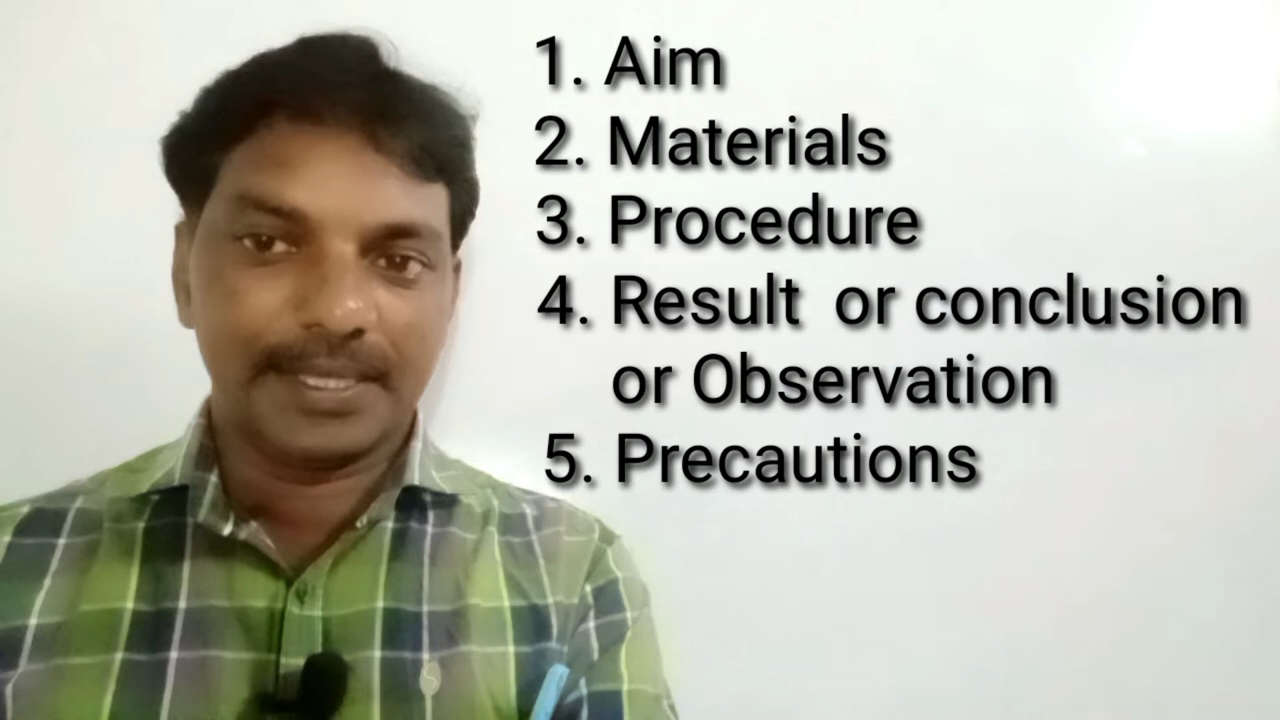 1. Aim
2. Materials
3. Procedure
4. Result or conclusion
or Observation
5. Precautions